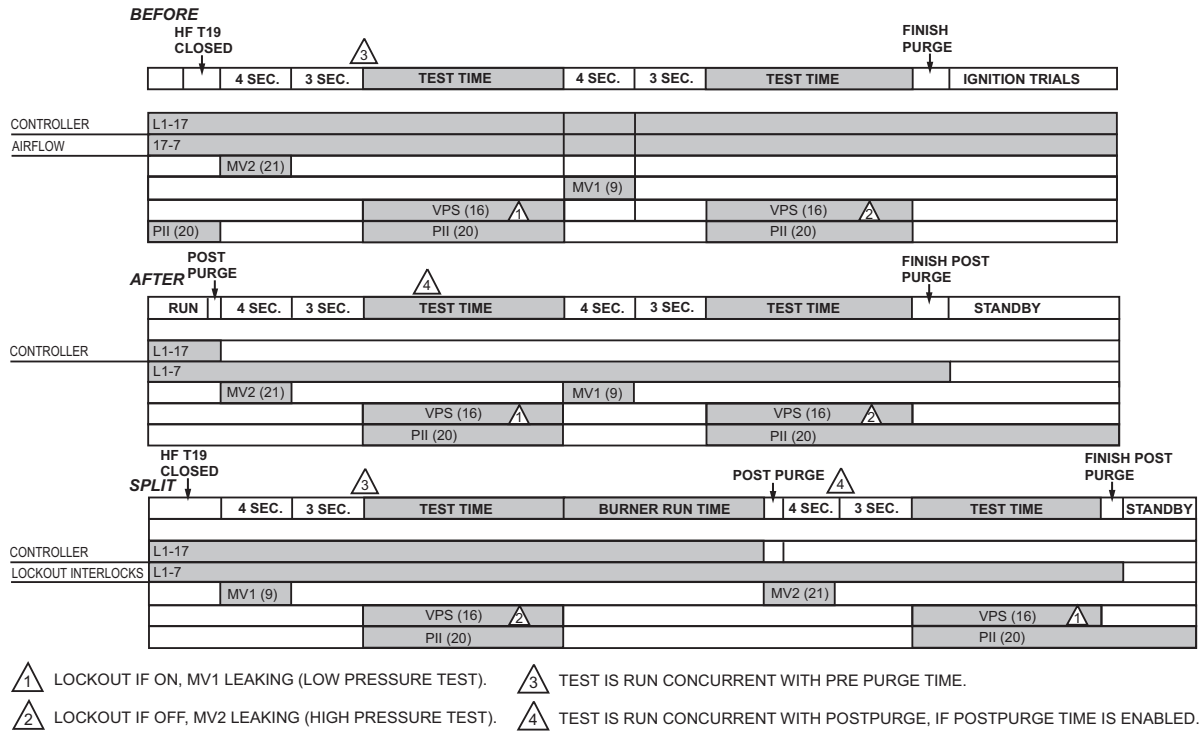 BEFORE
HF T19
CLOSED
3
FINISH
PURGE
4 SEC. 3 SEC. TEST TIME 4 SEC. 3 SEC. TEST TIME IGNITION TRIALS
CONTROLLER L1-17
AIRFLOW 17-7
MV2 (21)
MV1 (9)
VPS (16) 1 VPS (16) 2
PII (20) PII (20) PII (20)
AFTER
POST
PURGE
4
FINISH POST
PURGE
RUN 4 SEC. 3 SEC. TEST TIME 4 SEC. 3 SEC. TEST TIME STANDBY
CONTROLLER L1-17
L1-7
MV2 (21) MV1 (9)
VPS (16) 1 VPS (16) 2
PII (20) PII (20)
SPLIT
HF T19
CLOSED
3
POST PURGE
4
FINISH POST
PURGE
4 SEC. 3 SEC. TEST TIME BURNER RUN TIME 4 SEC. 3 SEC. TEST TIME STANDBY
CONTROLLER L1-17
LOCKOUT INTERLOCKS L1-7
MV1 (9) MV2 (21)
VPS (16) 2 VPS (16) 1
PII (20) PII (20)
1 LOCKOUT IF ON, MV1 LEAKING (LOW PRESSURE TEST).
2 LOCKOUT IF OFF, MV2 LEAKING (HIGH PRESSURE TEST).
3 TEST IS RUN CONCURRENT WITH PRE PURGE TIME.
4 TEST IS RUN CONCURRENT WITH POSTPURGE, IF POSTPURGE TIME IS ENABLED.